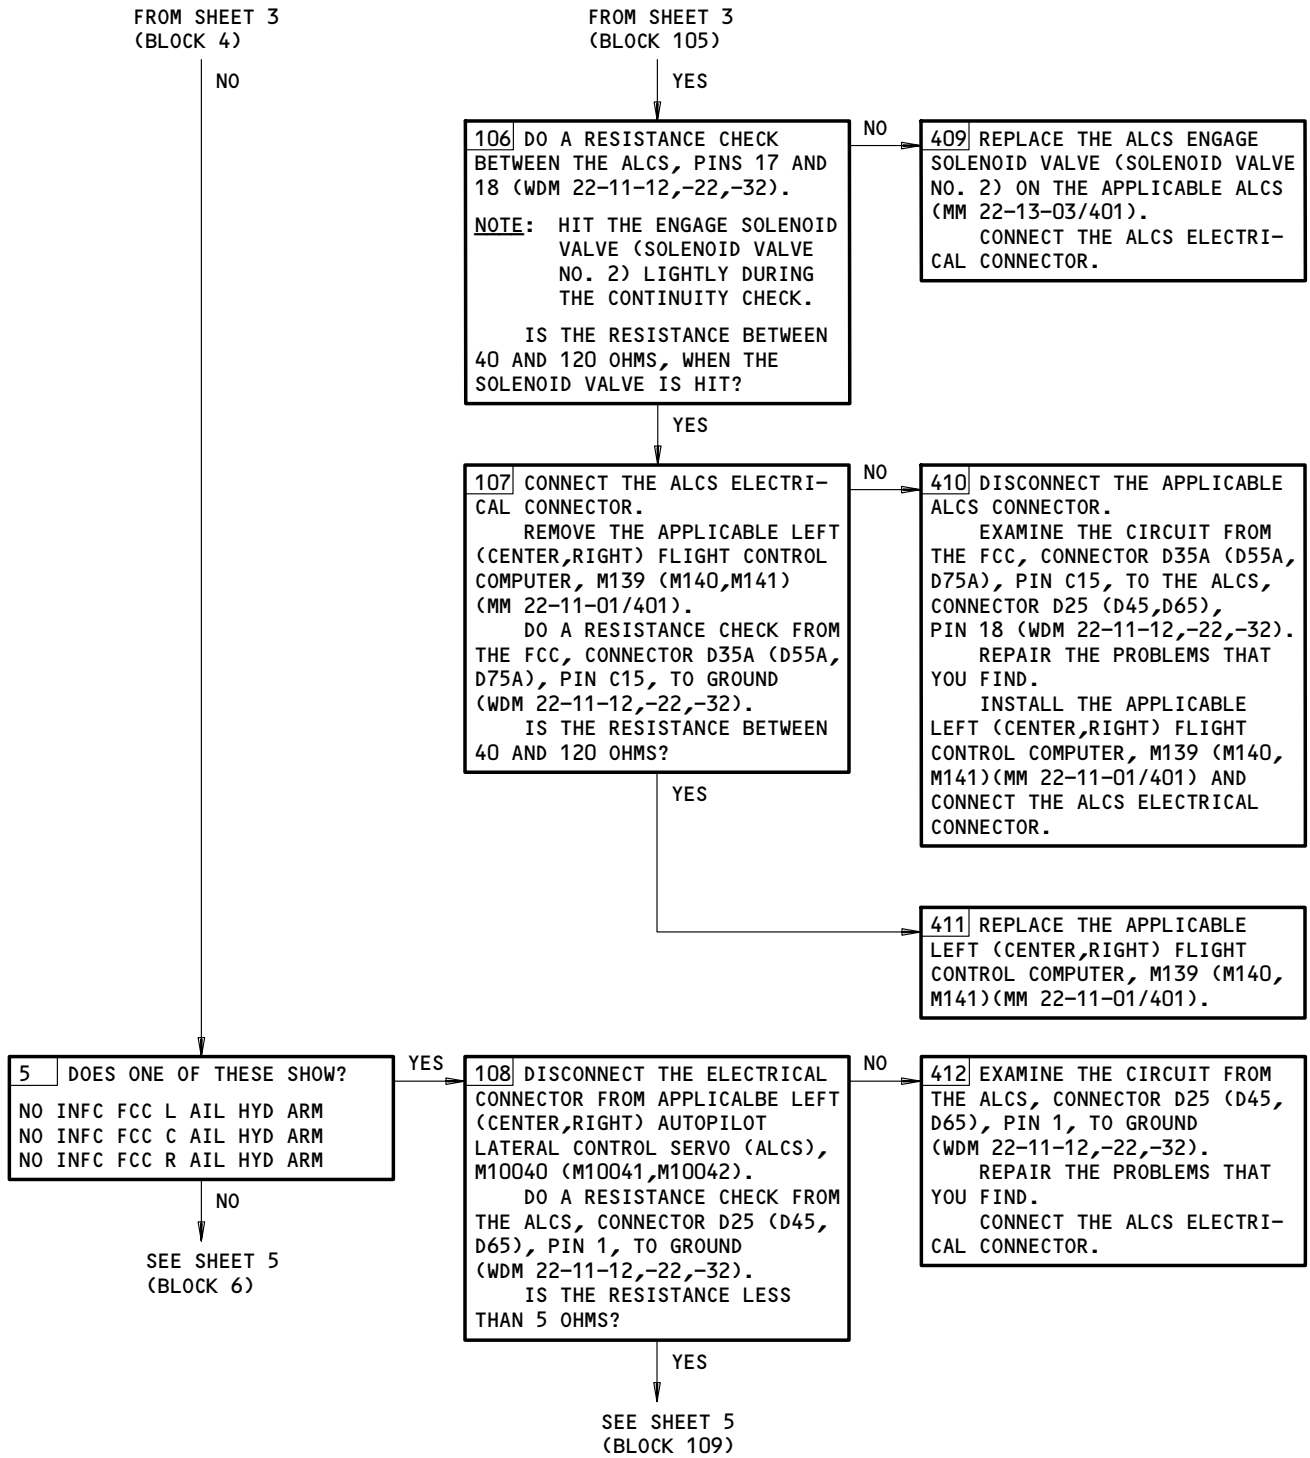 FROM SHEET 3
(BLOCK 4)
NO
FROM SHEET 3
(BLOCK 105)
YES
106 DO A RESISTANCE CHECK
BETWEEN THE ALCS, PINS 17 AND
18 (WDM 22-11-12,-22,-32).
NOTE: HIT THE ENGAGE SOLENOID
VALVE (SOLENOID VALVE
NO. 2) LIGHTLY DURING
THE CONTINUITY CHECK.
IS THE RESISTANCE BETWEEN
40 AND 120 OHMS, WHEN THE
SOLENOID VALVE IS HIT?
NO
409 REPLACE THE ALCS ENGAGE
SOLENOID VALVE (SOLENOID VALVE
NO. 2) ON THE APPLICABLE ALCS
(MM 22-13-03/401).
CONNECT THE ALCS ELECTRI-
CAL CONNECTOR.
YES
107 CONNECT THE ALCS ELECTRI-
CAL CONNECTOR.
REMOVE THE APPLICABLE LEFT
(CENTER,RIGHT) FLIGHT CONTROL
COMPUTER, M139 (M140,M141)
(MM 22-11-01/401).
DO A RESISTANCE CHECK FROM
THE FCC, CONNECTOR D35A (D55A,
D75A), PIN C15, TO GROUND
(WDM 22-11-12,-22,-32).
IS THE RESISTANCE BETWEEN
40 AND 120 OHMS?
NO
410 DISCONNECT THE APPLICABLE
ALCS CONNECTOR.
EXAMINE THE CIRCUIT FROM
THE FCC, CONNECTOR D35A (D55A,
D75A), PIN C15, TO THE ALCS,
CONNECTOR D25 (D45,D65),
PIN 18 (WDM 22-11-12,-22,-32).
REPAIR THE PROBLEMS THAT
YOU FIND.
INSTALL THE APPLICABLE
LEFT (CENTER,RIGHT) FLIGHT
CONTROL COMPUTER, M139 (M140,
M141)(MM 22-11-01/401) AND
CONNECT THE ALCS ELECTRICAL
CONNECTOR.
YES
411 REPLACE THE APPLICABLE
LEFT (CENTER,RIGHT) FLIGHT
CONTROL COMPUTER, M139 (M140,
M141)(MM 22-11-01/401).
5 DOES ONE OF THESE SHOW?
NO INFC FCC L AIL HYD ARM
NO INFC FCC C AIL HYD ARM
NO INFC FCC R AIL HYD ARM
NO
SEE SHEET 5
(BLOCK 6)
YES
108 DISCONNECT THE ELECTRICAL
CONNECTOR FROM APPLICALBE LEFT
(CENTER,RIGHT) AUTOPILOT
LATERAL CONTROL SERVO (ALCS),
M10040 (M10041,M10042).
DO A RESISTANCE CHECK FROM
THE ALCS, CONNECTOR D25 (D45,
D65), PIN 1, TO GROUND
(WDM 22-11-12,-22,-32).
IS THE RESISTANCE LESS
THAN 5 OHMS?
NO
412 EXAMINE THE CIRCUIT FROM
THE ALCS, CONNECTOR D25 (D45,
D65), PIN 1, TO GROUND
(WDM 22-11-12,-22,-32).
REPAIR THE PROBLEMS THAT
YOU FIND.
CONNECT THE ALCS ELECTRI-
CAL CONNECTOR.
YES
SEE SHEET 5
(BLOCK 109)